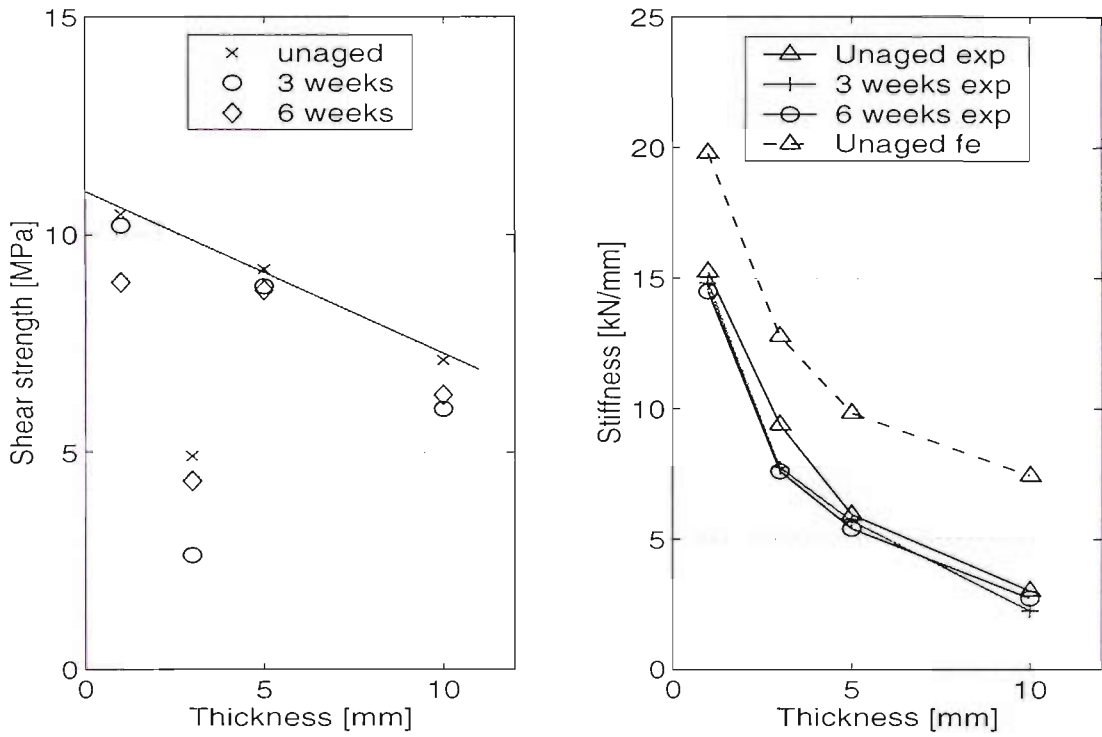 15
10
5
0
Shear strength [MPa]
unaged
3 weeks
6 weeks
0
5
10
Thickness [mm]
25
20
15
10
5
0
Stiffness [kN/mm]
Unaged exp
3 weeks exp
6 weeks exp
Unaged fe
0
5
10
Thickness [mm]